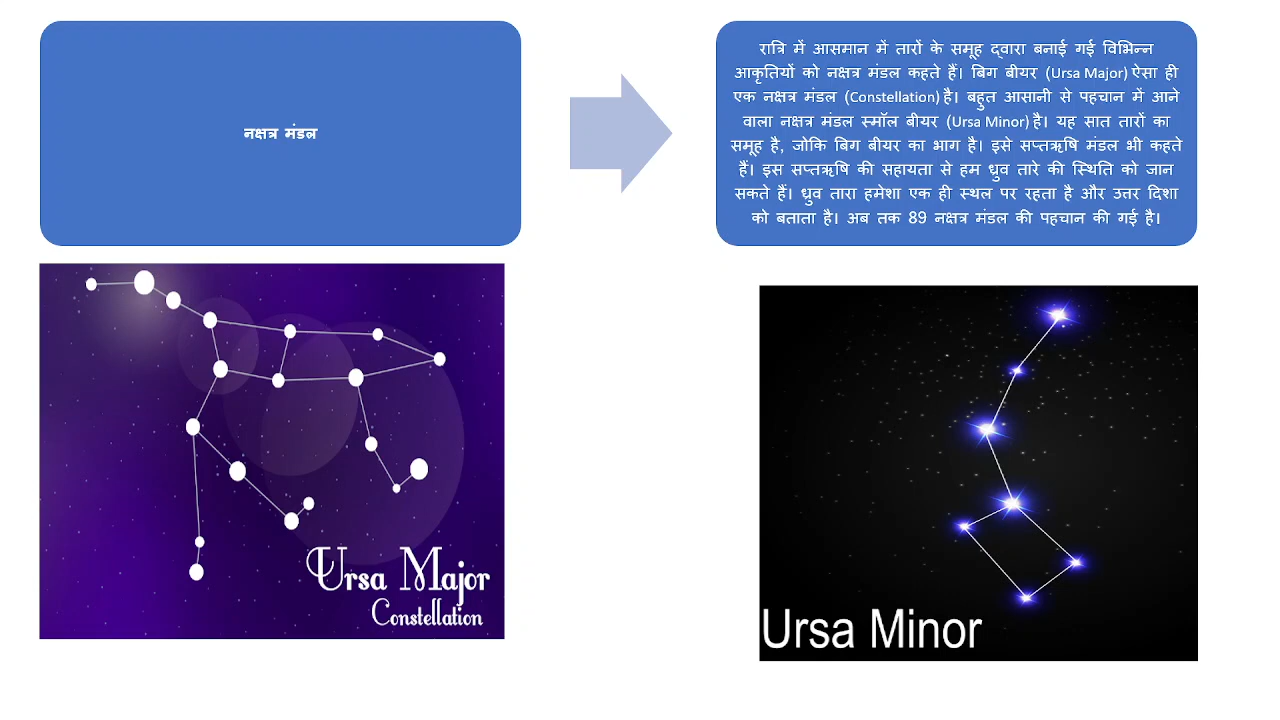 नक्षत्र मंडल
रात्रि में आसमान में तारों के समूह द्वारा बनाई गई विभिन्न
आकृतियों को नक्षत्र मंडल कहते हैं। बिग बीयर (Ursa Major) ऐसा ही
एक नक्षत्र मंडल (Constellation) है। बहुत आसानी से पहचान में आने
वाला नक्षत्र मंडल स्मॉल बीयर (Ursa Minor) है। यह सात तारों का
समूह है, जोकि बिग बीयर का भाग है। इसे सप्तऋषि मंडल भी कहते
हैं। इस सप्तऋषि की सहायता से हम ध्रुव तारे की स्थिति को जान
सकते हैं। ध्रुव तारा हमेशा एक ही स्थल पर रहता है और उत्तर दिशा
को बताता है। अब तक 89 नक्षत्र मंडल की पहचान की गई है।
Ursa Major
Constellation
Ursa Minor